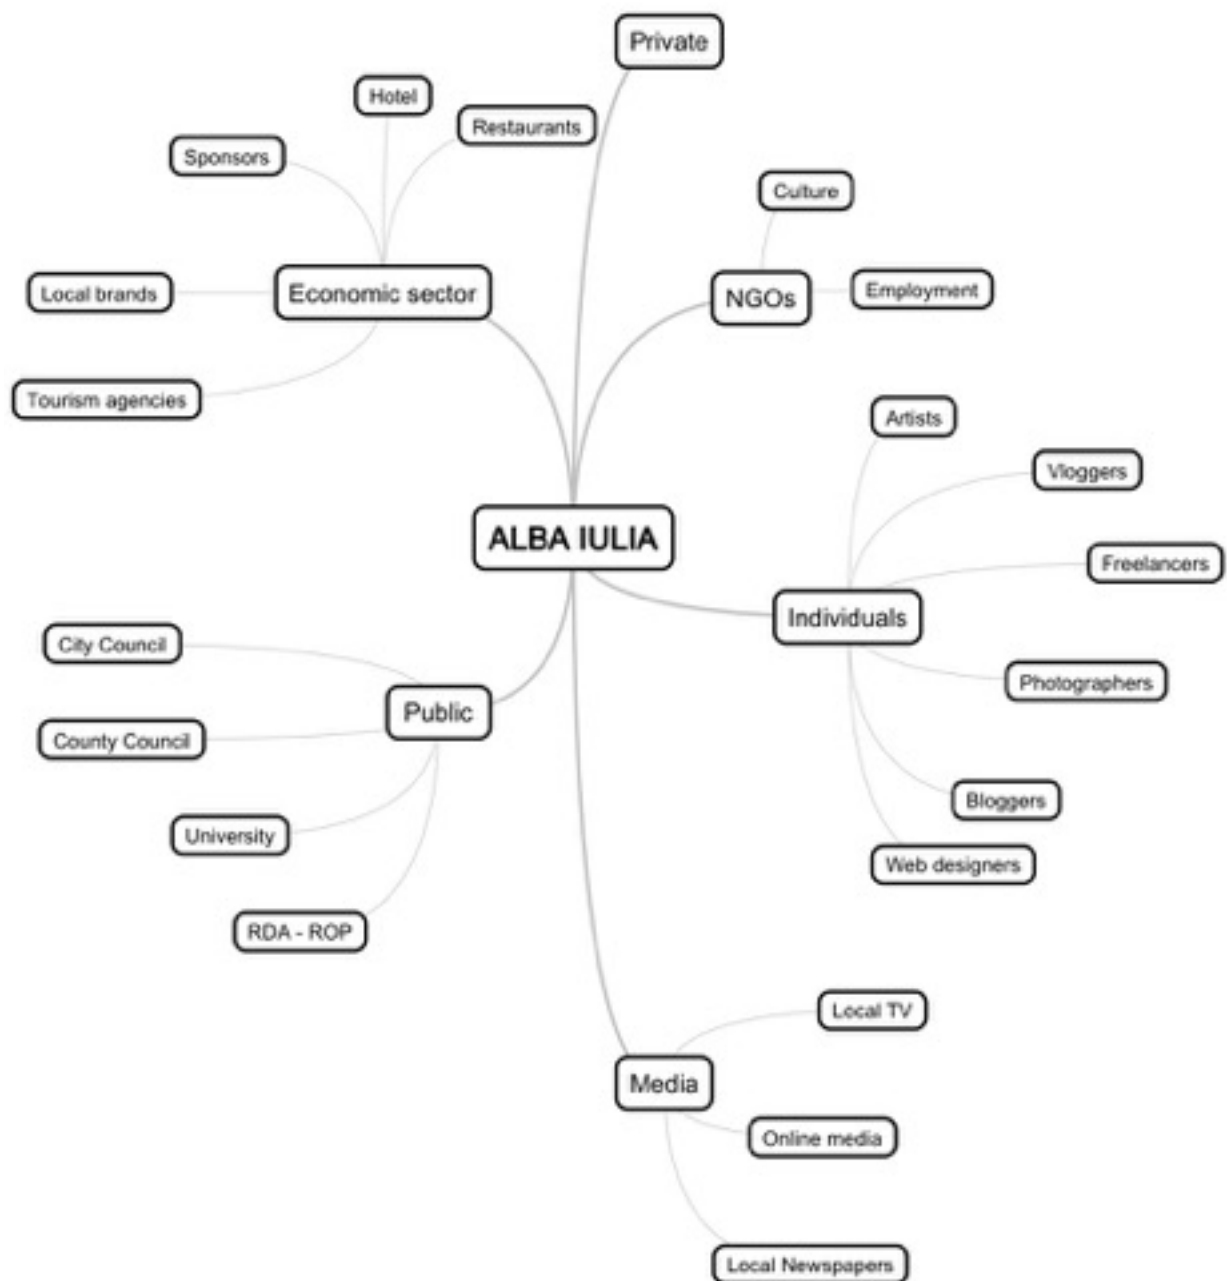 Private
Hotel
Restaurants
Sponsors
Culture
Local brands
Economic sector
NGOs
Employment
Tourism agencies
Artists
Vloggers
ALBA IULIA
Freelancers
Individuals
City Council
Photographers
Public
County Council
Bloggers
University
Web designers
RDA - ROP
Local TV
Media
Online media
Local Newspapers